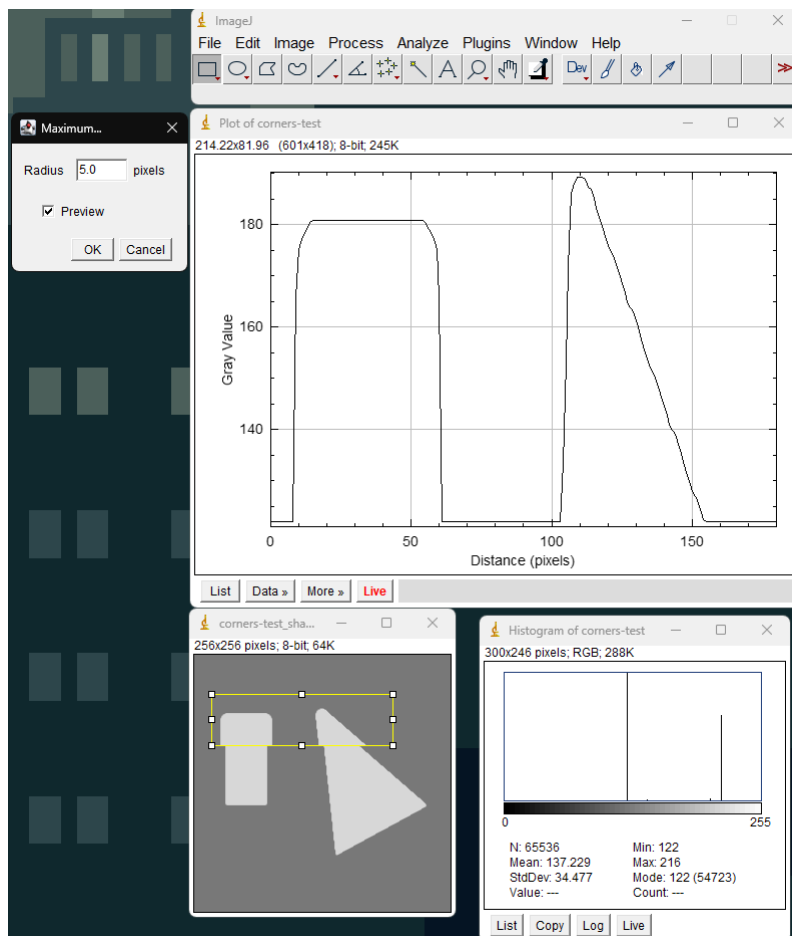 ImageJ
File Edit Image Process Analyze Plugins Window Help
A Dev ≫
Maximum...
Radius 5.0 pixels
Preview
OK Cancel
Plot of corners-test
214.22x81.96 (601x418); 8-bit; 245K
180
160
140
Gray Value
0 50 100 150
Distance (pixels)
List Data » More » Live
corners-test_sha...
256x256 pixels; 8-bit; 64K
Histogram of corners-test
300x246 pixels; RGB; 288K
0 255
N: 65536 Min: 122
Mean: 137.229 Max: 216
StdDev: 34.477 Mode: 122 (54723)
Value: --- Count: ---
List Copy Log Live